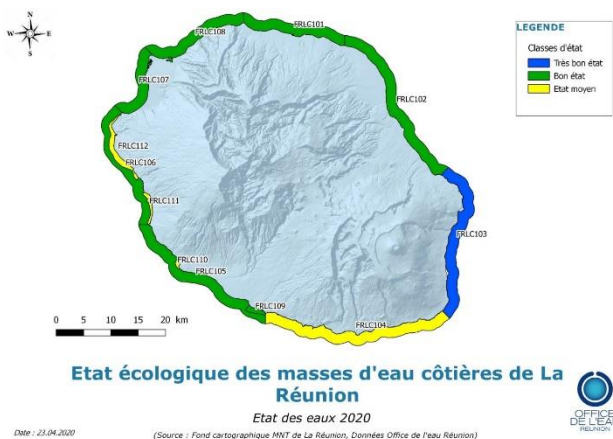 N
W E
S
FRLC108
FRLC101
FRLC107
FRLC102
FRLC112
FRLC106
FRLC111
FRLC103
FRLC110
FRLC105
FRLC109
FRLC104
LEGENDE
Classes d'état
Très bon état
Bon état
Etat moyen
0 5 10 15 20 km
Etat écologique des masses d'eau côtières de La
Réunion
Etat des eaux 2020
Date : 23.04.2020
(Source : Fond cartographique MNT de La Réunion, Données Office de l'eau Réunion)
OFFICE
DE L'EAU
RÉUNION